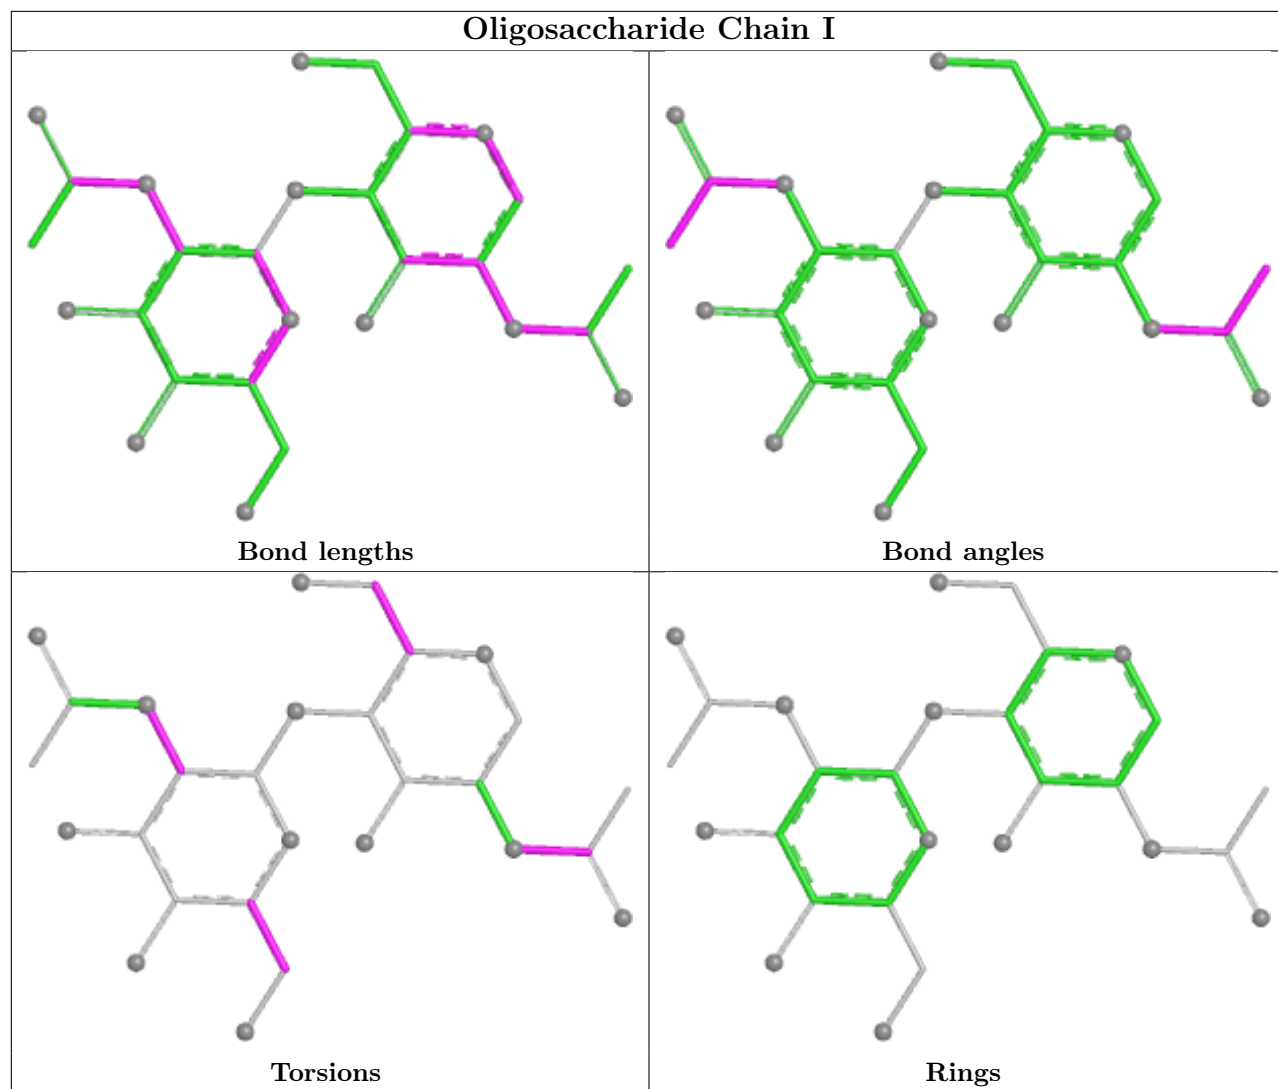 Oligosaccharide Chain I
Bond lengths
Bond angles
Torsions
Rings